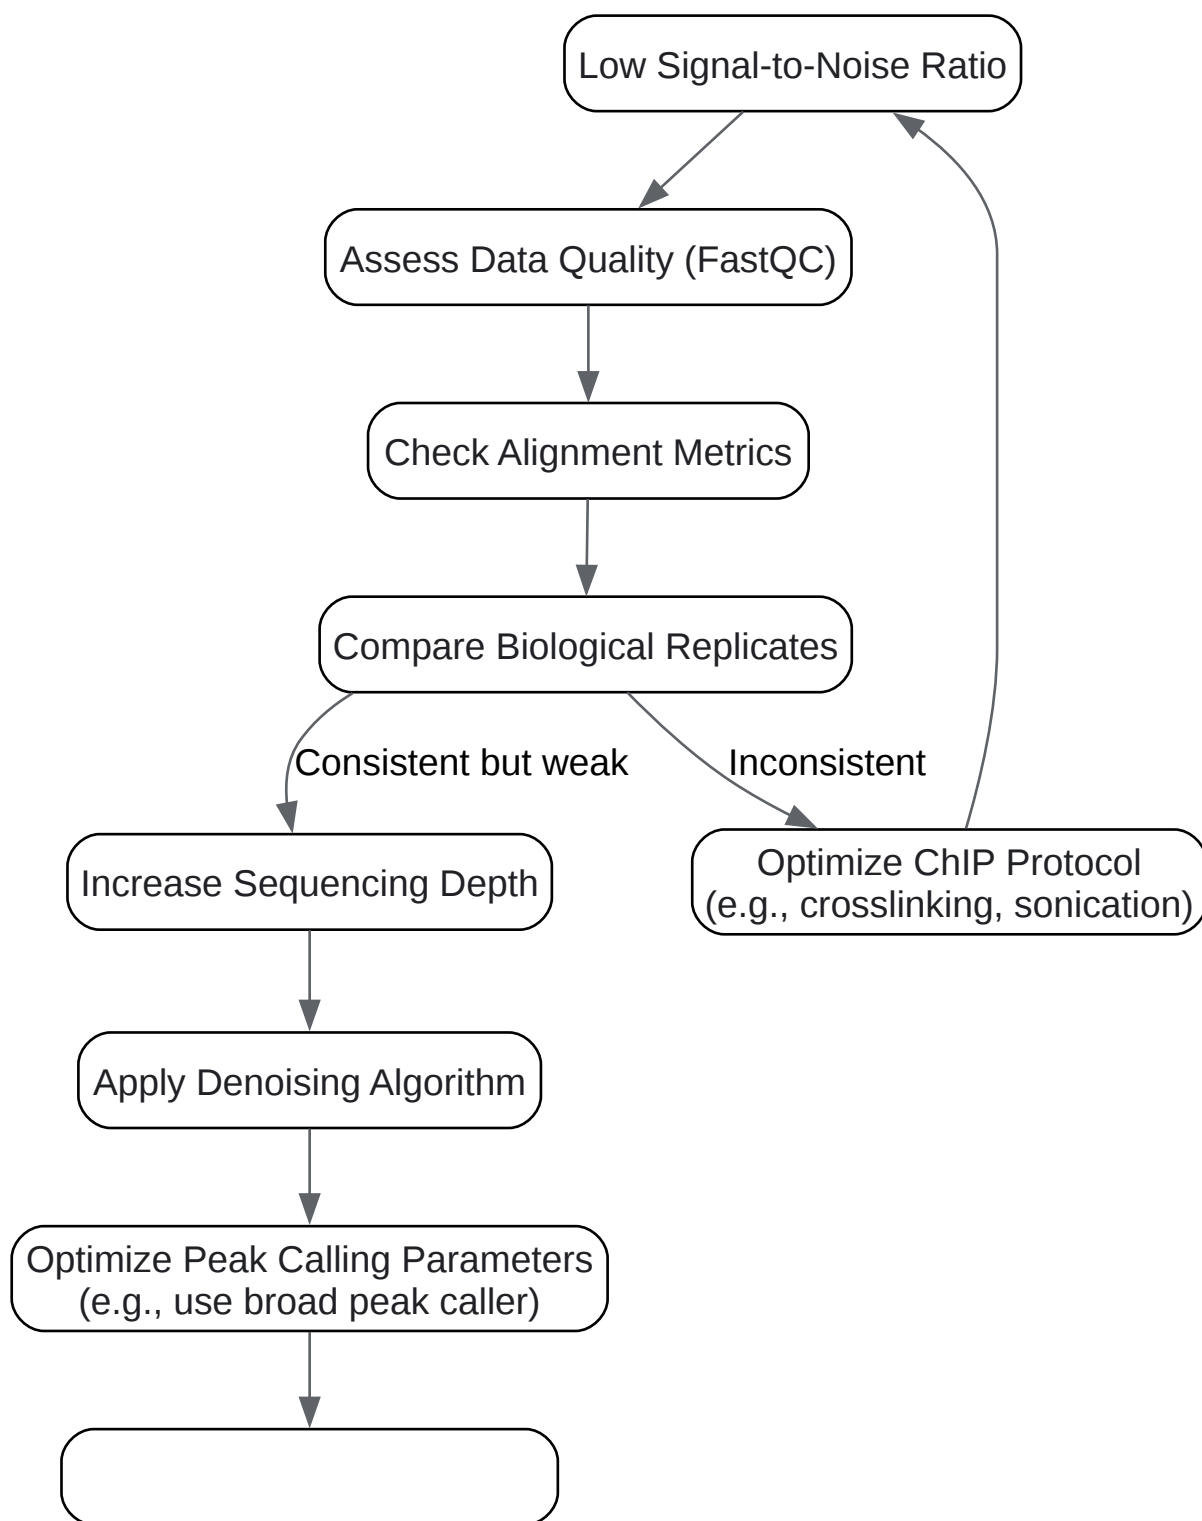 Low Signal-to-Noise Ratio
Assess Data Quality (FastQC)
Check Alignment Metrics
Compare Biological Replicates
Consistent but weak
Inconsistent
Increase Sequencing Depth
Optimize ChIP Protocol
(e.g., crosslinking, sonication)
Apply Denoising Algorithm
Optimize Peak Calling Parameters
(e.g., use broad peak caller)